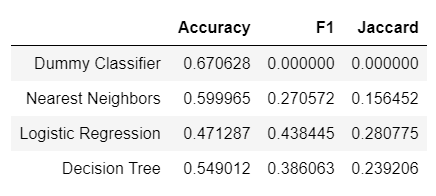 Accuracy F1 Jaccard
Dummy Classifier 0.670628 0.000000 0.000000
Nearest Neighbors 0.599965 0.270572 0.156452
Logistic Regression 0.471287 0.438445 0.280775
Decision Tree 0.549012 0.386063 0.239206